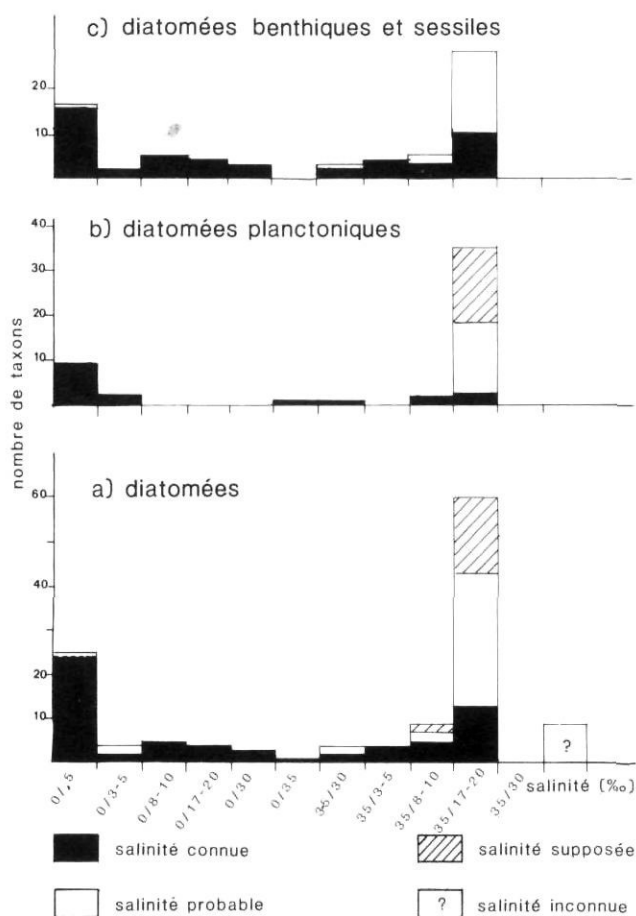 c) diatomées benthiques et sessiles
20
10
b) diatomées planctoniques
40
30
20
10
nombre de taxons
a) diatomées
60
40
20
10
?
0/,5
0/3-5
0/8-10
0/17-20
0/30
0/35
36/30
35/3-5
35/8-10
35/17-20
35/30
salinité (‰)
salinité connue
salinité supposée
salinité probable
? salinité inconnue